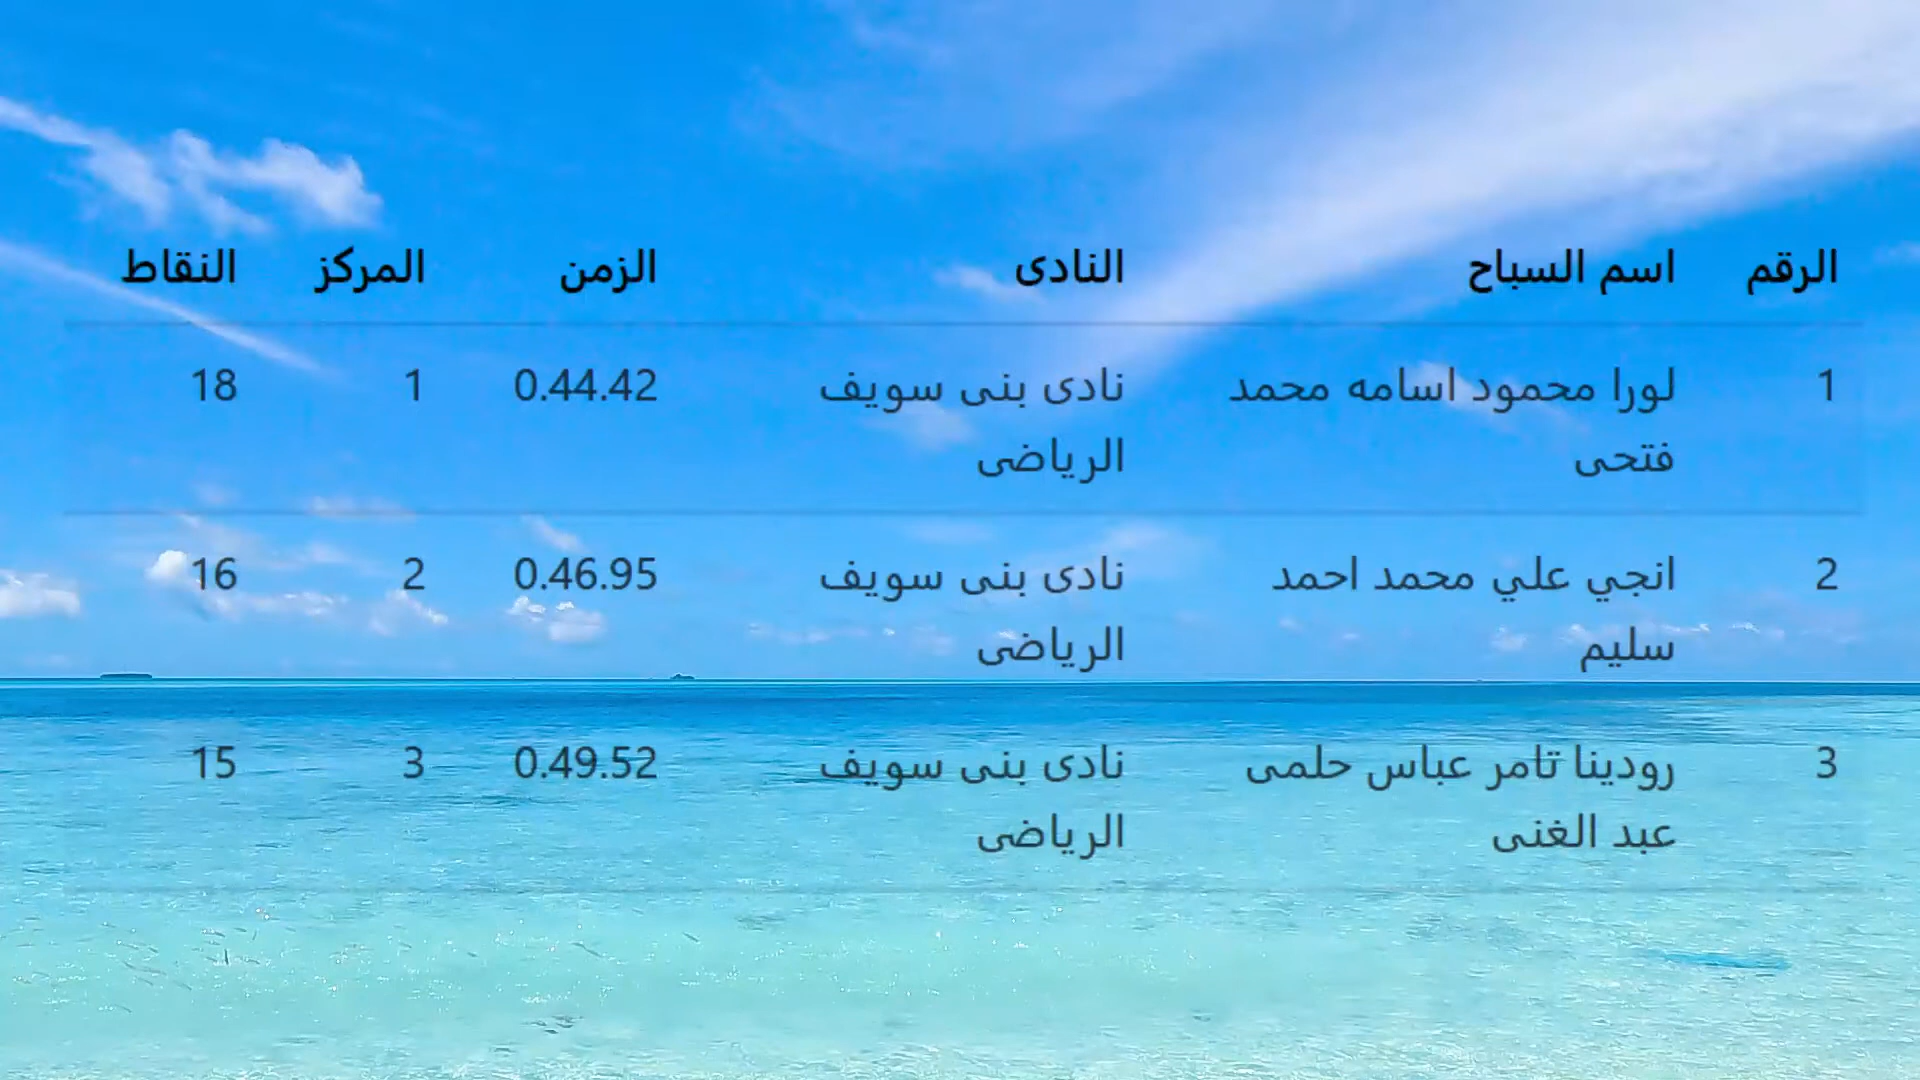 الرقم اسم السباح النادى الزمن المركز النقاط
1 لورا محمود اسامه محمد نادى بنى سويف 0.44.42 1 18
فتحى الرياضى
2 انجي علي محمد احمد نادى بنى سويف 0.46.95 2 16
سليم الرياضى
3 رودينا تامر عباس حلمى نادى بنى سويف 0.49.52 3 15
عبد الغنى الرياضى